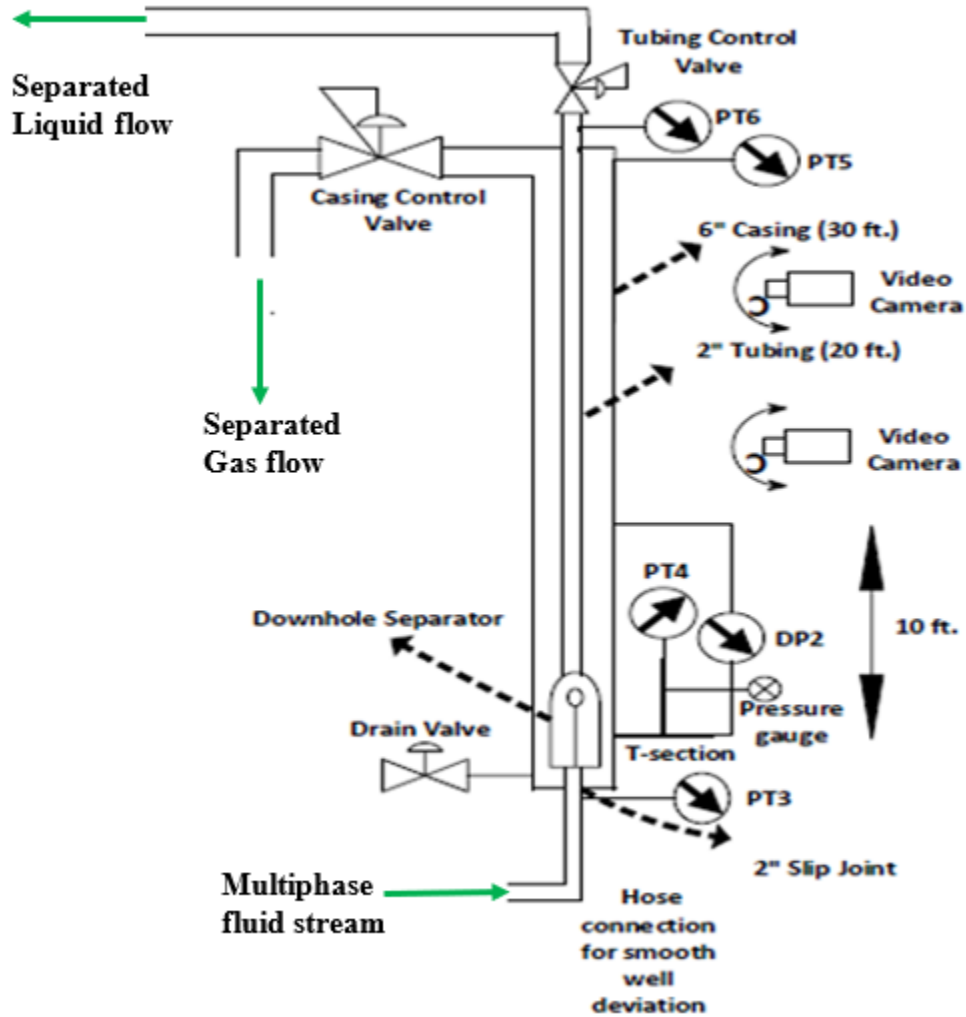 Separated
Liquid flow
Tubing Control
Valve
PT6
PT5
Casing Control
Valve
6" Casing (30 ft.)
Video
Camera
2" Tubing (20 ft.)
Separated
Gas flow
Video
Camera
PT4
Downhole Separator
DP2
10 ft.
Pressure
gauge
Drain Valve
T-section
PT3
2" Slip Joint
Multiphase
fluid stream
Hose
connection
for smooth
well
deviation